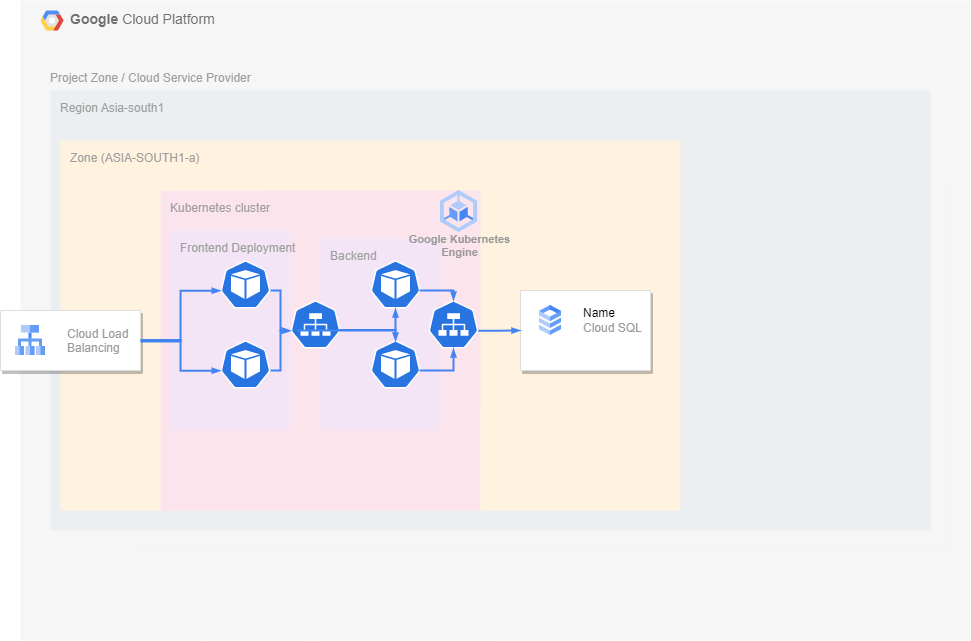 Google Cloud Platform
Project Zone / Cloud Service Provider
Region Asia-south1
Zone (ASIA-SOUTH1-a)
Kubernetes cluster
Google Kubernetes
Engine
Frontend Deployment
Backend
Cloud Load
Balancing
Name
Cloud SQL